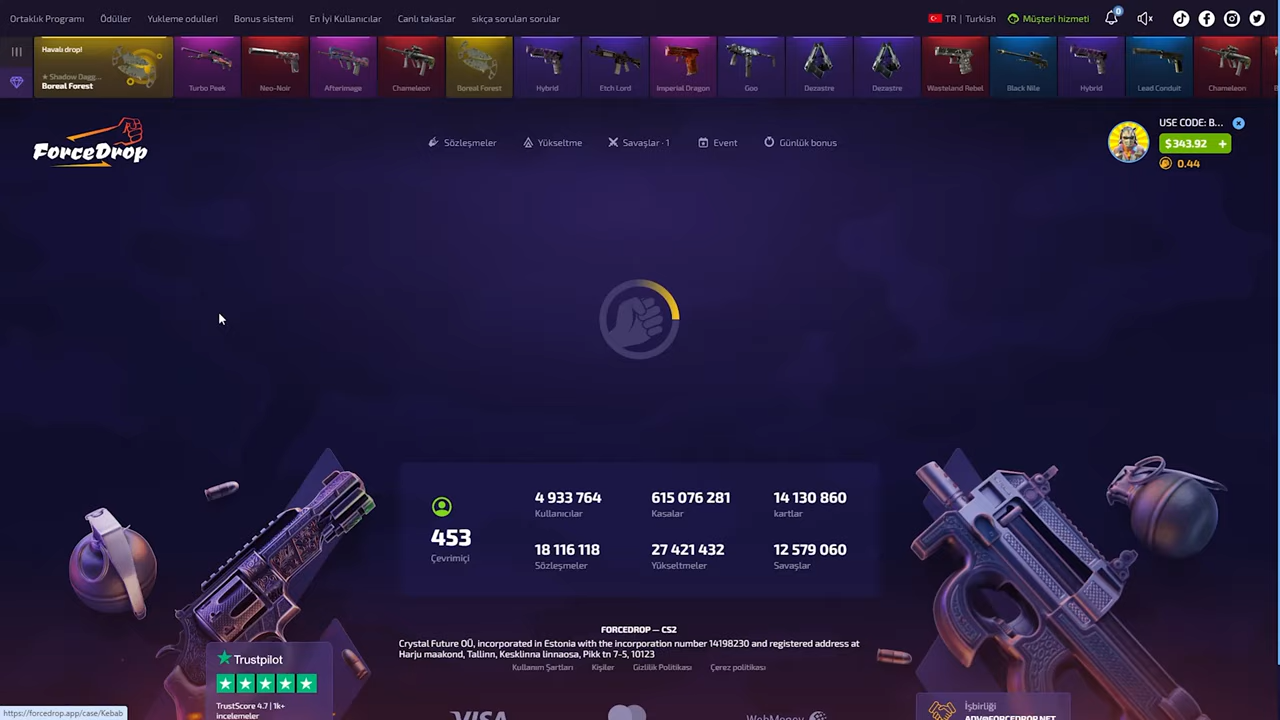 Ortaklık Programı Ödüller Yukleme odulleri Bonus sistemi En İyi Kullanıcılar Canlı takaslar sıkça sorulan sorular TR | Turkish Müşteri hizmeti 0
Havalı drop!
★ Shadow Dagg...
Boreal Forest
Turbo Peek Neo-Noir Afterimage Chameleon Boreal Forest Hybrid Etch Lord Imperial Dragon Goo Dezastre Dezastre Wasteland Rebel Black Nile Hybrid Lead Conduit Chameleon
ForceDrop
Sözleşmeler Yükseltme Savaşlar · 1 Event Günlük bonus
USE CODE: B...
$343.92 +
0.44
453
Çevrimiçi
4 933 764 615 076 281 14 130 860
Kullanıcılar Kasalar kartlar
18 116 118 27 421 432 12 579 060
Sözleşmeler Yükseltmeler Savaşlar
FORCEDROP — CS2
Crystal Future OÜ, incorporated in Estonia with the incorporation number 14198230 and registered address at
Harju maakond, Tallinn, Kesklinna linnaosa, Pikk tn 7-5, 10123
Kullanım Şartları Kişiler Gizlilik Politikası Çerez politikası
Trustpilot
TrustScore 4.7 | 1k+
incelemeler
VISA WebMoney
İşbirliği
ADV@FORCEDROP.NET
https://forcedrop.app/case/Kebab